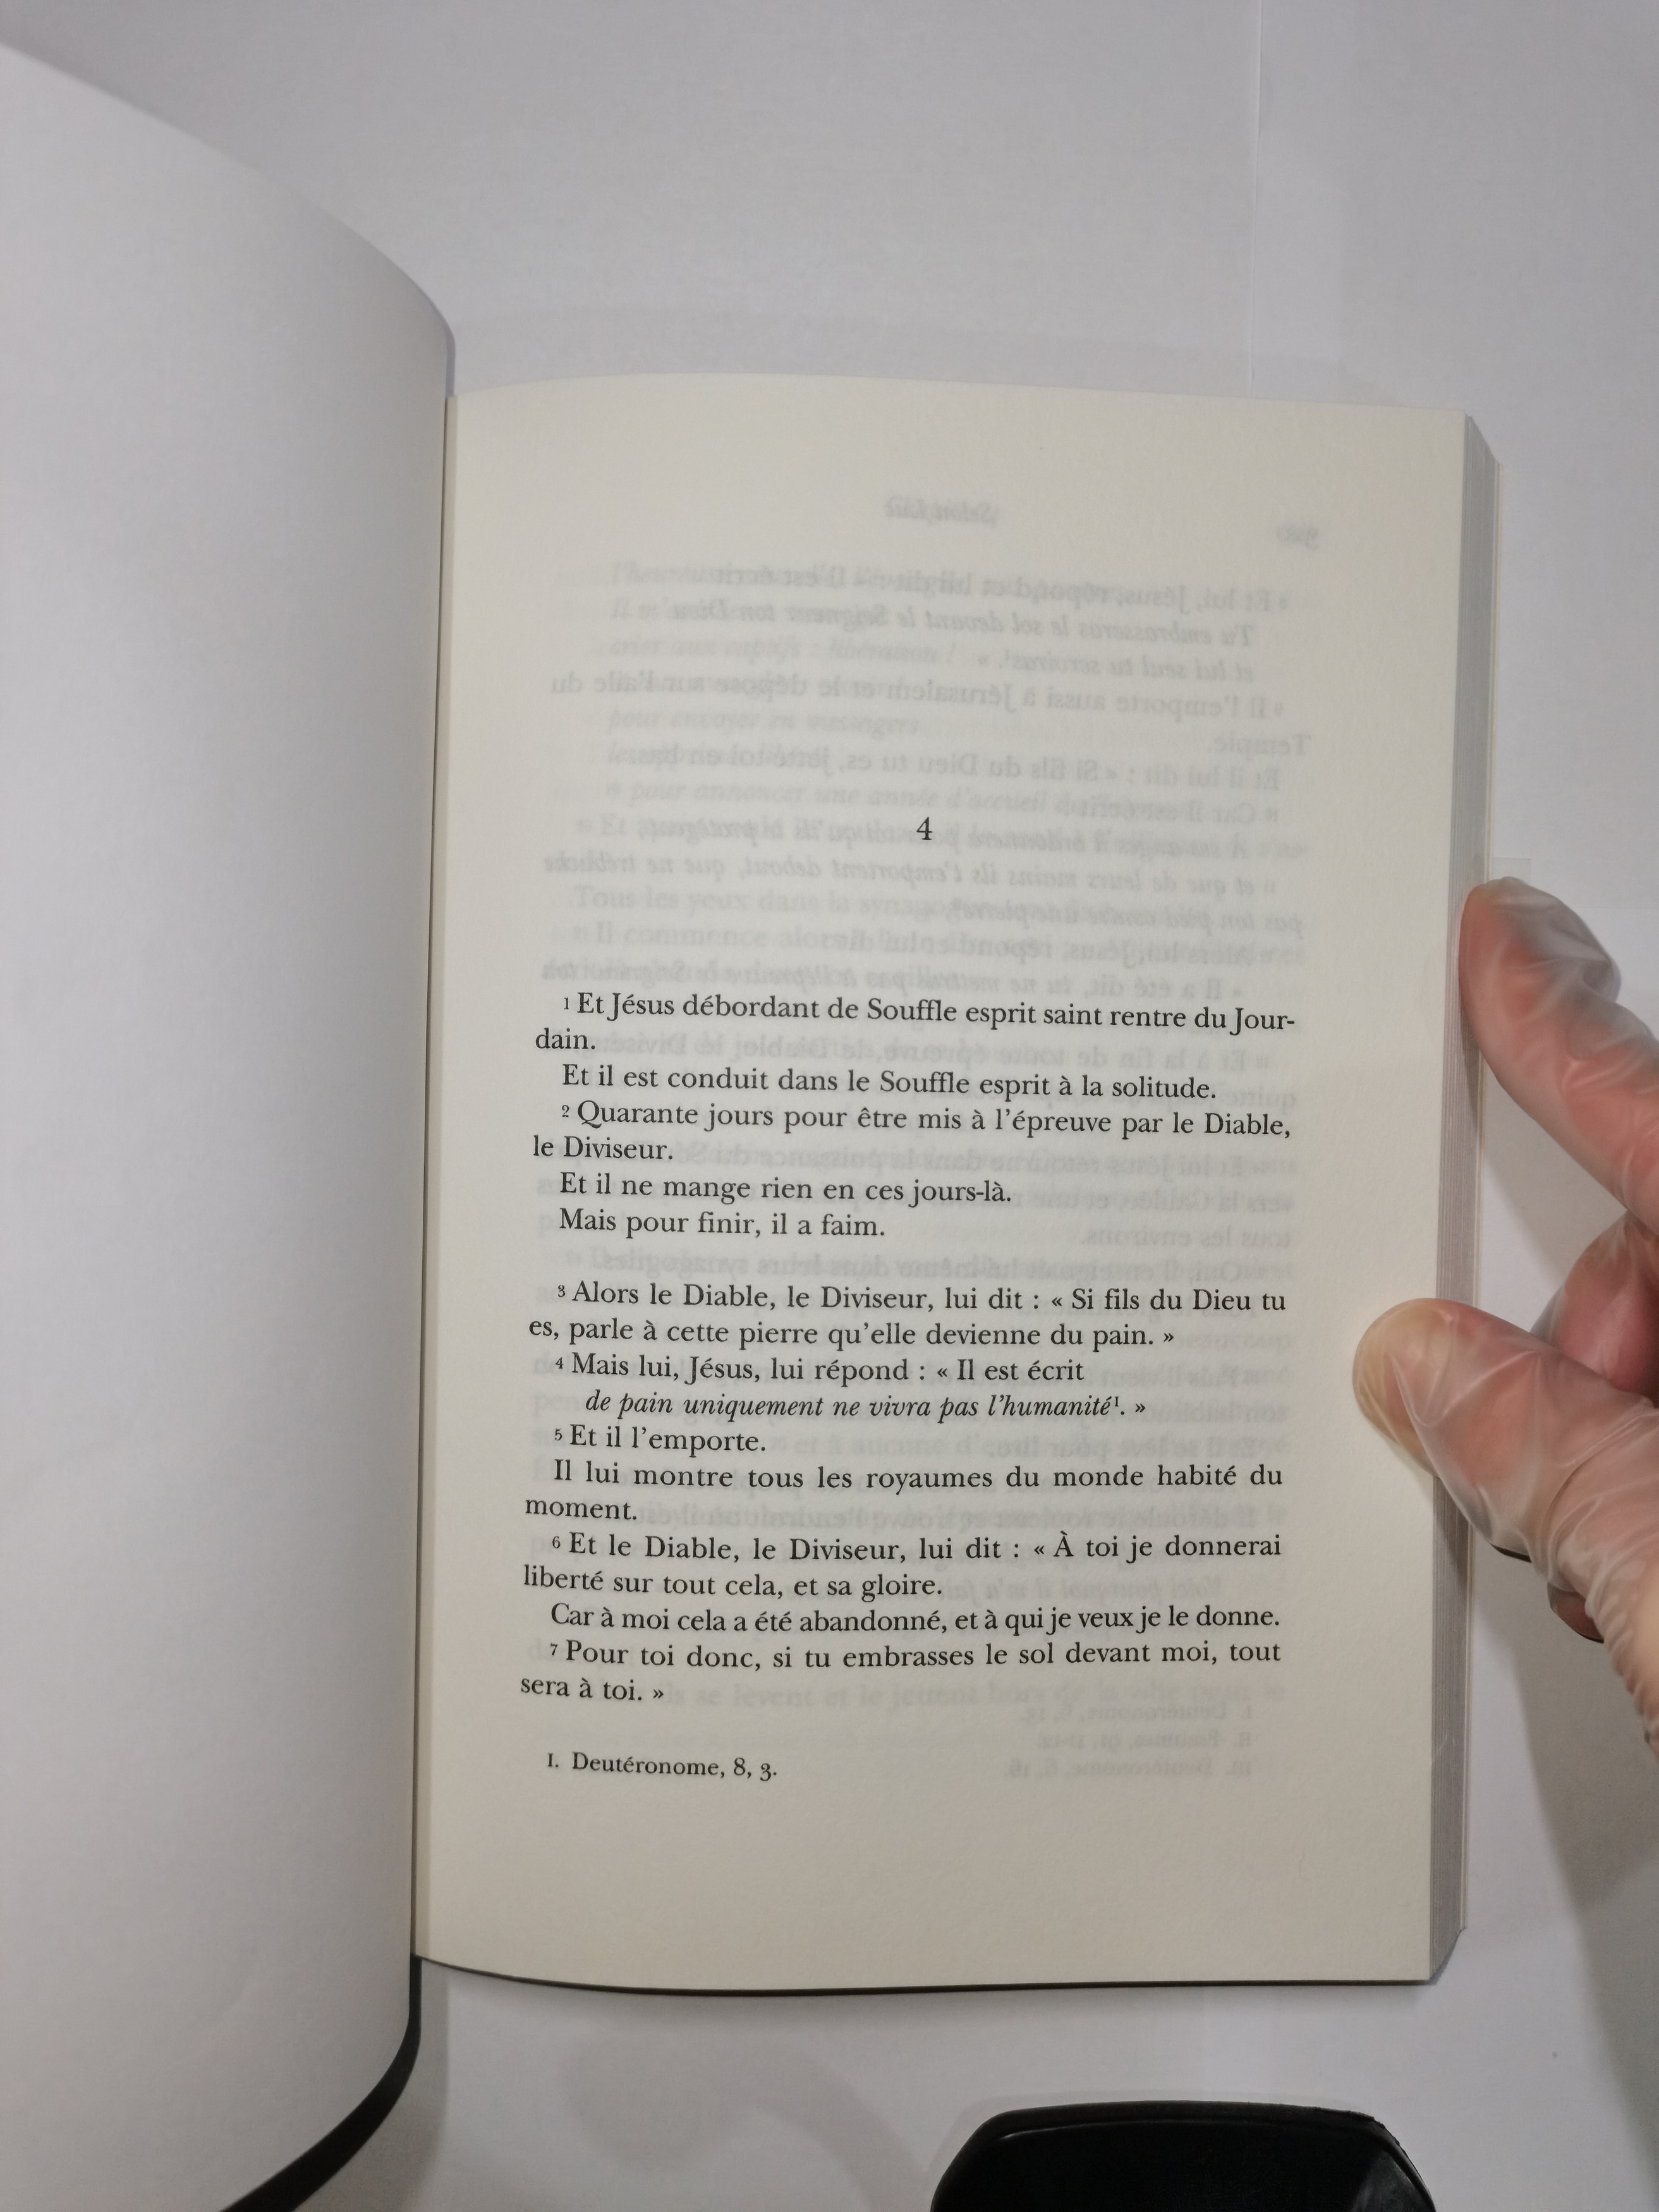 4
¹ Et Jésus débordant de Souffle esprit saint rentre du Jour-
dain.
Et il est conduit dans le Souffle esprit à la solitude.
² Quarante jours pour être mis à l'épreuve par le Diable,
le Diviseur.
Et il ne mange rien en ces jours-là.
Mais pour finir, il a faim.
³ Alors le Diable, le Diviseur, lui dit : « Si fils du Dieu tu
es, parle à cette pierre qu'elle devienne du pain. »
⁴ Mais lui, Jésus, lui répond : « Il est écrit
de pain uniquement ne vivra pas l'humanité¹. »
⁵ Et il l'emporte.
Il lui montre tous les royaumes du monde habité du
moment.
⁶ Et le Diable, le Diviseur, lui dit : « À toi je donnerai
liberté sur tout cela, et sa gloire.
Car à moi cela a été abandonné, et à qui je veux je le donne.
⁷ Pour toi donc, si tu embrasses le sol devant moi, tout
sera à toi. »
I. Deutéronome, 8, 3.